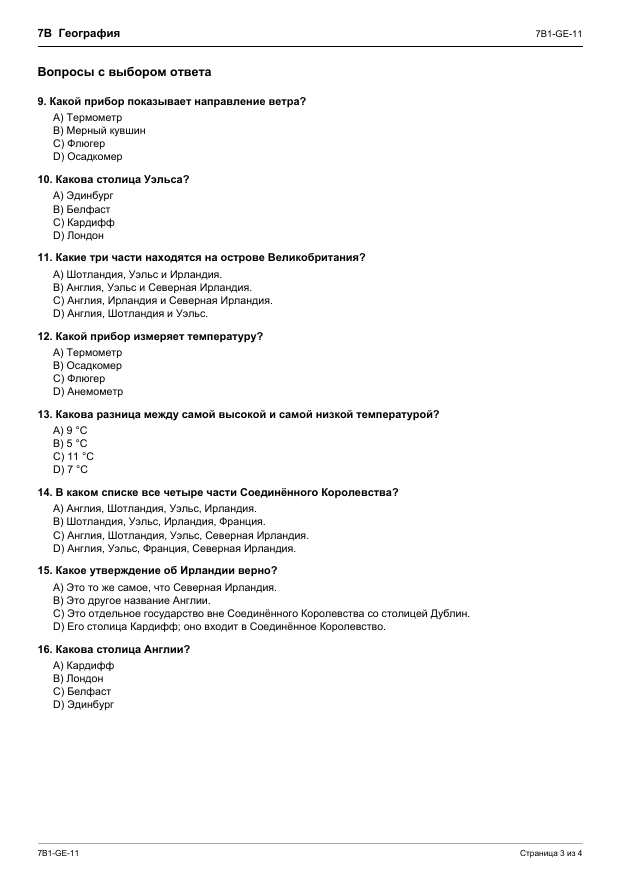 7B География
7B1-GE-11
Вопросы с выбором ответа
9. Какой прибор показывает направление ветра?
A) Термометр
B) Мерный кувшин
C) Флюгер
D) Осадкомер
10. Какова столица Уэльса?
A) Эдинбург
B) Белфаст
C) Кардифф
D) Лондон
11. Какие три части находятся на острове Великобритания?
A) Шотландия, Уэльс и Ирландия.
B) Англия, Уэльс и Северная Ирландия.
C) Англия, Ирландия и Северная Ирландия.
D) Англия, Шотландия и Уэльс.
12. Какой прибор измеряет температуру?
A) Термометр
B) Осадкомер
C) Флюгер
D) Анемометр
13. Какова разница между самой высокой и самой низкой температурой?
A) 9 °C
B) 5 °C
C) 11 °C
D) 7 °C
14. В каком списке все четыре части Соединённого Королевства?
A) Англия, Шотландия, Уэльс, Ирландия.
B) Шотландия, Уэльс, Ирландия, Франция.
C) Англия, Шотландия, Уэльс, Северная Ирландия.
D) Англия, Уэльс, Франция, Северная Ирландия.
15. Какое утверждение об Ирландии верно?
A) Это то же самое, что Северная Ирландия.
B) Это другое название Англии.
C) Это отдельное государство вне Соединённого Королевства со столицей Дублин.
D) Его столица Кардифф; оно входит в Соединённое Королевство.
16. Какова столица Англии?
A) Кардифф
B) Лондон
C) Белфаст
D) Эдинбург
7B1-GE-11
Страница 3 из 4